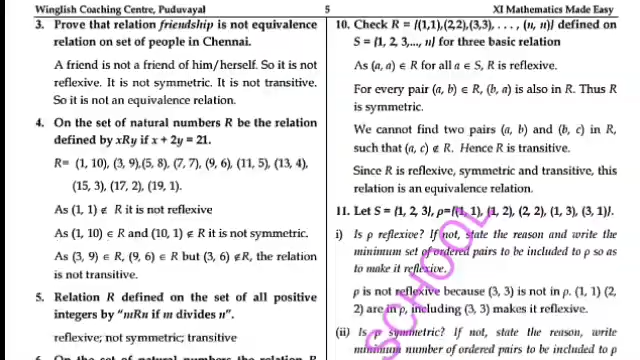 Winglish Coaching Centre, Puduvayal 5 XI Mathematics Made Easy
3. Prove that relation friendship is not equivalence
relation on set of people in Chennai.
A friend is not a friend of him/herself. So it is not
reflexive. It is not symmetric. It is not transitive.
So it is not an equivalence relation.
4. On the set of natural numbers R be the relation
defined by xRy if x + 2y = 21.
R= (1, 10), (3, 9),(5, 8), (7, 7), (9, 6), (11, 5), (13, 4),
(15, 3), (17, 2), (19, 1).
As (1, 1) ∉ R it is not reflexive
As (1, 10) ∈ R and (10, 1) ∉ R it is not symmetric.
As (3, 9) ∈ R, (9, 6) ∈ R but (3, 6) ∉R, the relation
is not transitive.
5. Relation R defined on the set of all positive
integers by "mRn if m divides n".
reflexive; not symmetric; transitive
6. On the set of natural numbers the relation R
10. Check R = {(1,1),(2,2),(3,3), . . . , (n, n)} defined on
S = {1, 2, 3,..., n} for three basic relation
As (a, a) ∈ R for all a ∈ S, R is reflexive.
For every pair (a, b) ∈ R, (b, a) is also in R. Thus R
is symmetric.
We cannot find two pairs (a, b) and (b, c) in R,
such that (a, c) ∉ R. Hence R is transitive.
Since R is reflexive, symmetric and transitive, this
relation is an equivalence relation.
11. Let S= {1, 2, 3}, ρ={(1, 1), (1, 2), (2, 2), (1, 3), (3, 1)}.
i) Is ρ reflexive? If not, state the reason and write the
minimum set of ordered pairs to be included to ρ so as
to make it reflexive.
ρ is not reflexive because (3, 3) is not in ρ. (1, 1) (2,
2) are in ρ, including (3, 3) makes it reflexive.
(ii) Is ρ symmetric? If not, state the reason, write
minimum number of ordered pairs to be included to ρ
SCHOOL